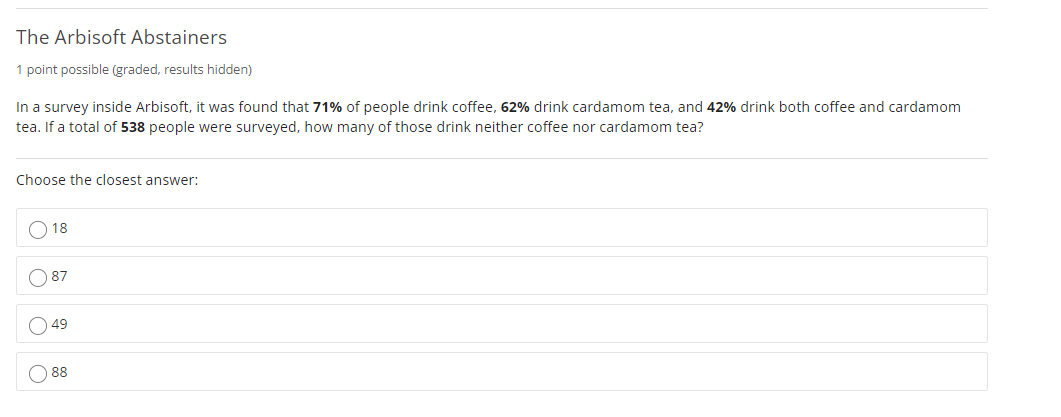 The Arbisoft Abstainers
1 point possible (graded, results hidden)
In a survey inside Arbisoft, it was found that 71% of people drink coffee, 62% drink cardamom tea, and 42% drink both coffee and cardamom
tea. If a total of 538 people were surveyed, how many of those drink neither coffee nor cardamom tea?
Choose the closest answer:
18
87
49
88